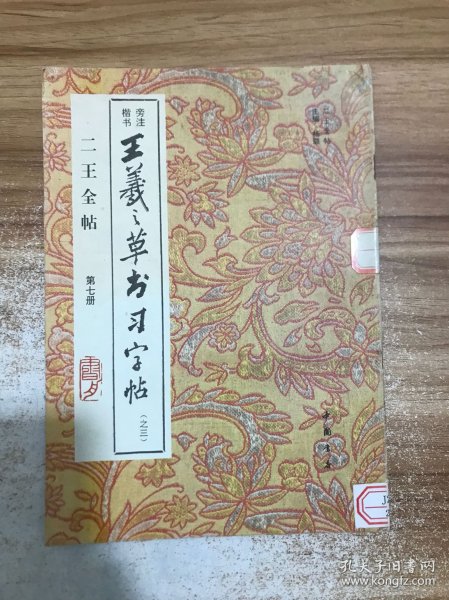 旁注
楷书
王羲之草书习字帖
(之三)
二王全帖
第七册
中国书店
J
孔夫子旧书网
www.kongfz.com